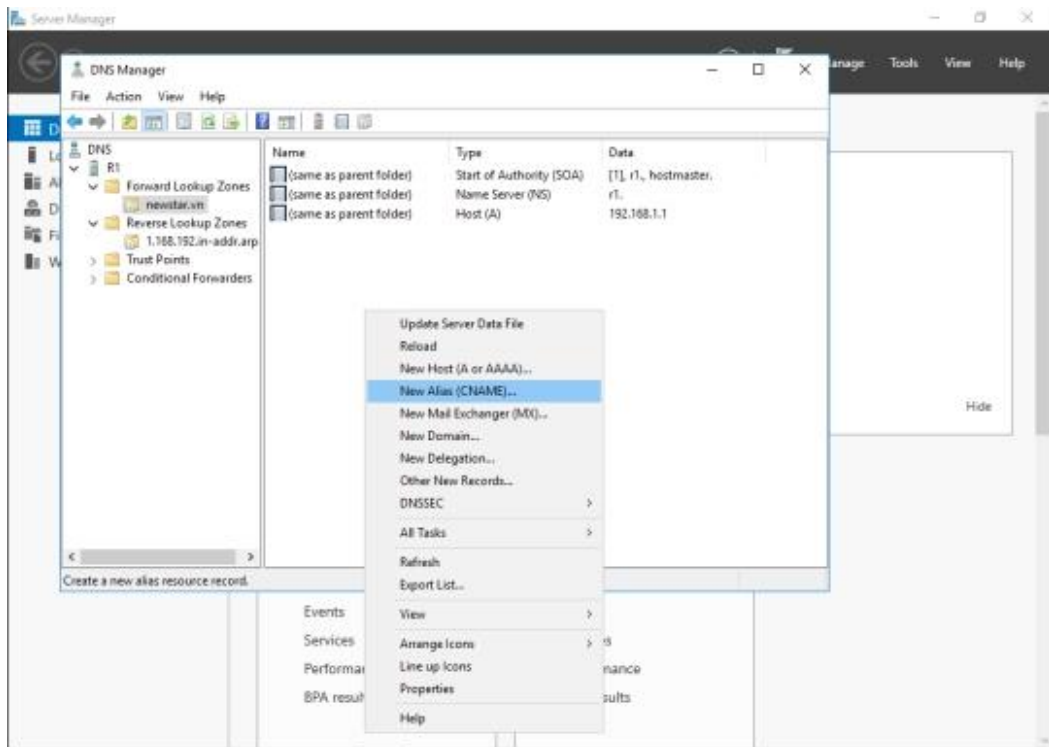 Server Manager
Manage Tools View Help
DNS Manager
File Action View Help
DNS
R1
Forward Lookup Zones
newstar.vn
Reverse Lookup Zones
1.168.192.in-addr.arp
Trust Points
Conditional Forwarders
Name Type Data
(same as parent folder) Start of Authority (SOA) [1], r1., hostmaster.
(same as parent folder) Name Server (NS) r1.
(same as parent folder) Host (A) 192.168.1.1
Update Server Data File
Reload
New Host (A or AAAA)...
New Alias (CNAME)...
New Mail Exchanger (MX)...
New Domain...
New Delegation...
Other New Records...
DNSSEC
All Tasks
Refresh
Export List...
View
Arrange Icons
Line up Icons
Properties
Help
Create a new alias resource record.
Hide
Events
Services
BPA